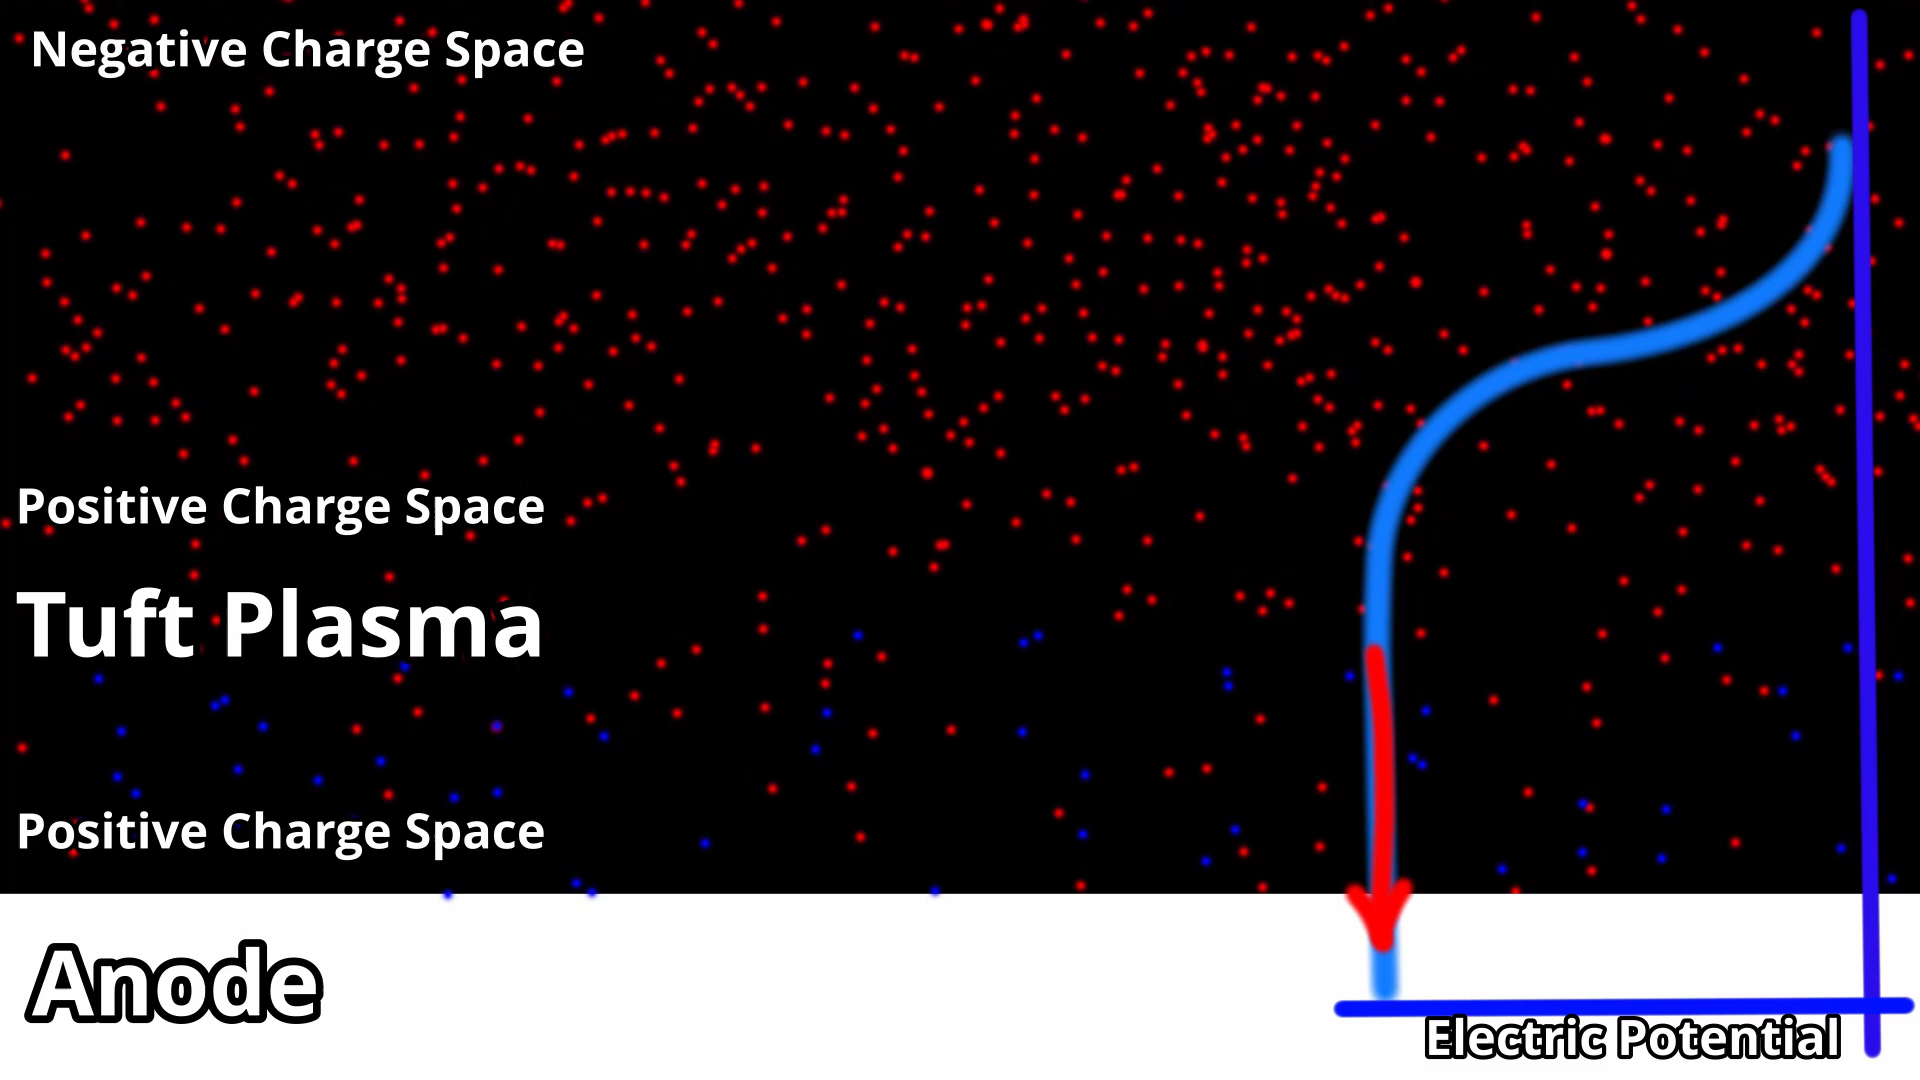 Negative Charge Space
Positive Charge Space
Tuft Plasma
Positive Charge Space
Anode
Electric Potential